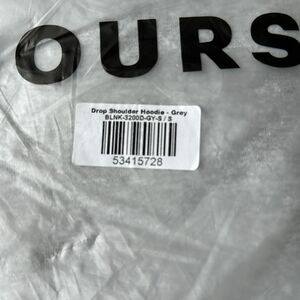 OURS
Drop Shoulder Hoodie - Grey
BLNK-3200D-GY-S / S
53415728